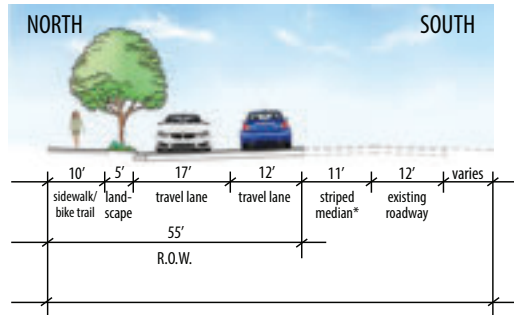 NORTH SOUTH
10’ 5’ 17’ 12’ 11’ 12’ varies
sidewalk/ land- travel lane travel lane striped existing
bike trail scape median* roadway
55’
R.O.W.